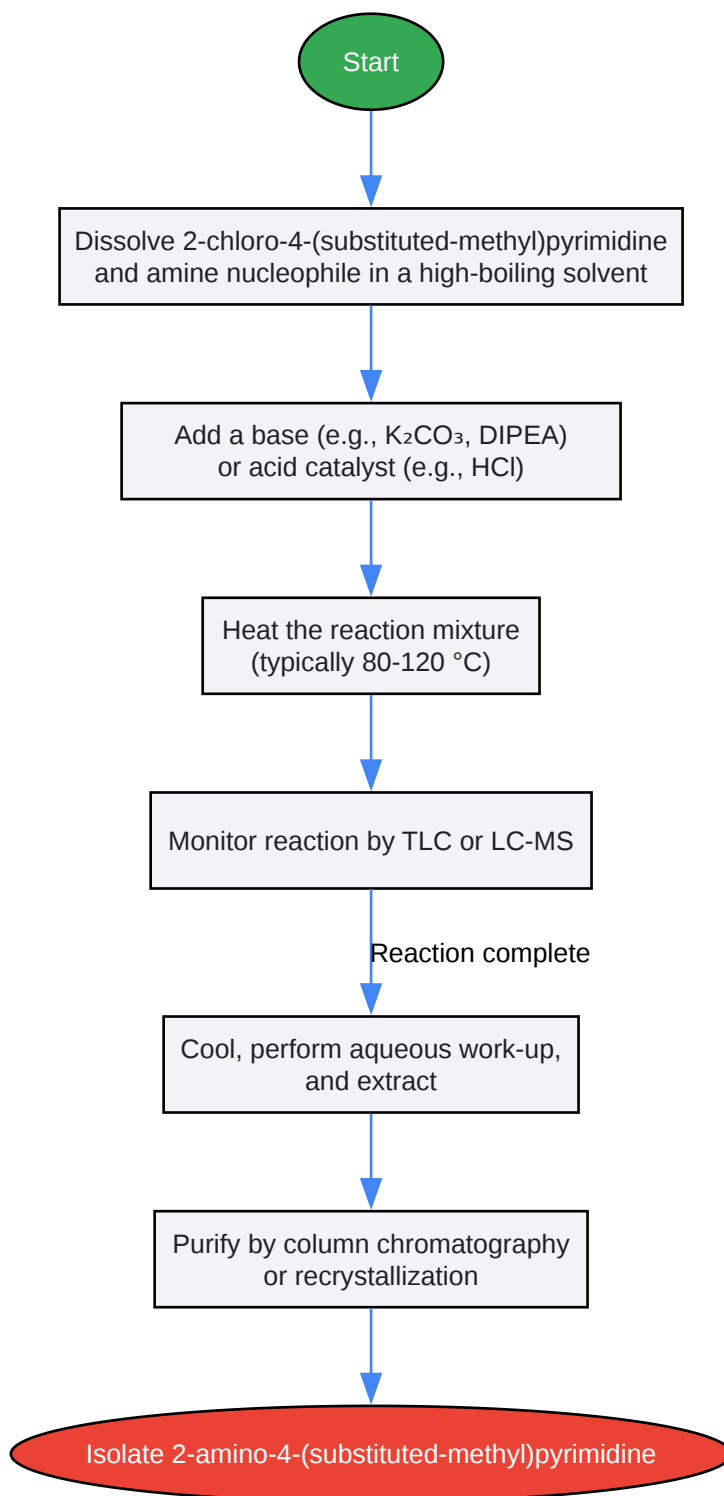 Start
Dissolve 2-chloro-4-(substituted-methyl)pyrimidine
and amine nucleophile in a high-boiling solvent
Add a base (e.g., K₂CO₃, DIPEA)
or acid catalyst (e.g., HCl)
Heat the reaction mixture
(typically 80-120 °C)
Monitor reaction by TLC or LC-MS
Reaction complete
Cool, perform aqueous work-up,
and extract
Purify by column chromatography
or recrystallization
Isolate 2-amino-4-(substituted-methyl)pyrimidine